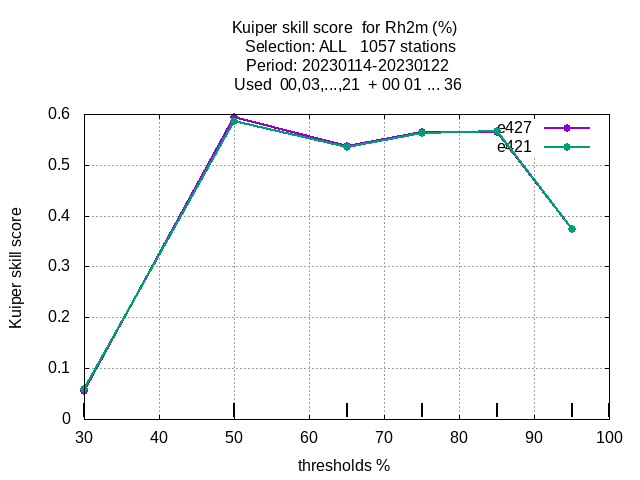 Kuiper skill score  for Rh2m (%)
Selection: ALL   1057 stations
Period: 20230114-20230122
Used  00,03,...,21  + 00 01 ... 36
0.6
0.5
0.4
0.3
0.2
0.1
0
Kuiper skill score
e427
e421
30 40 50 60 70 80 90 100
thresholds %